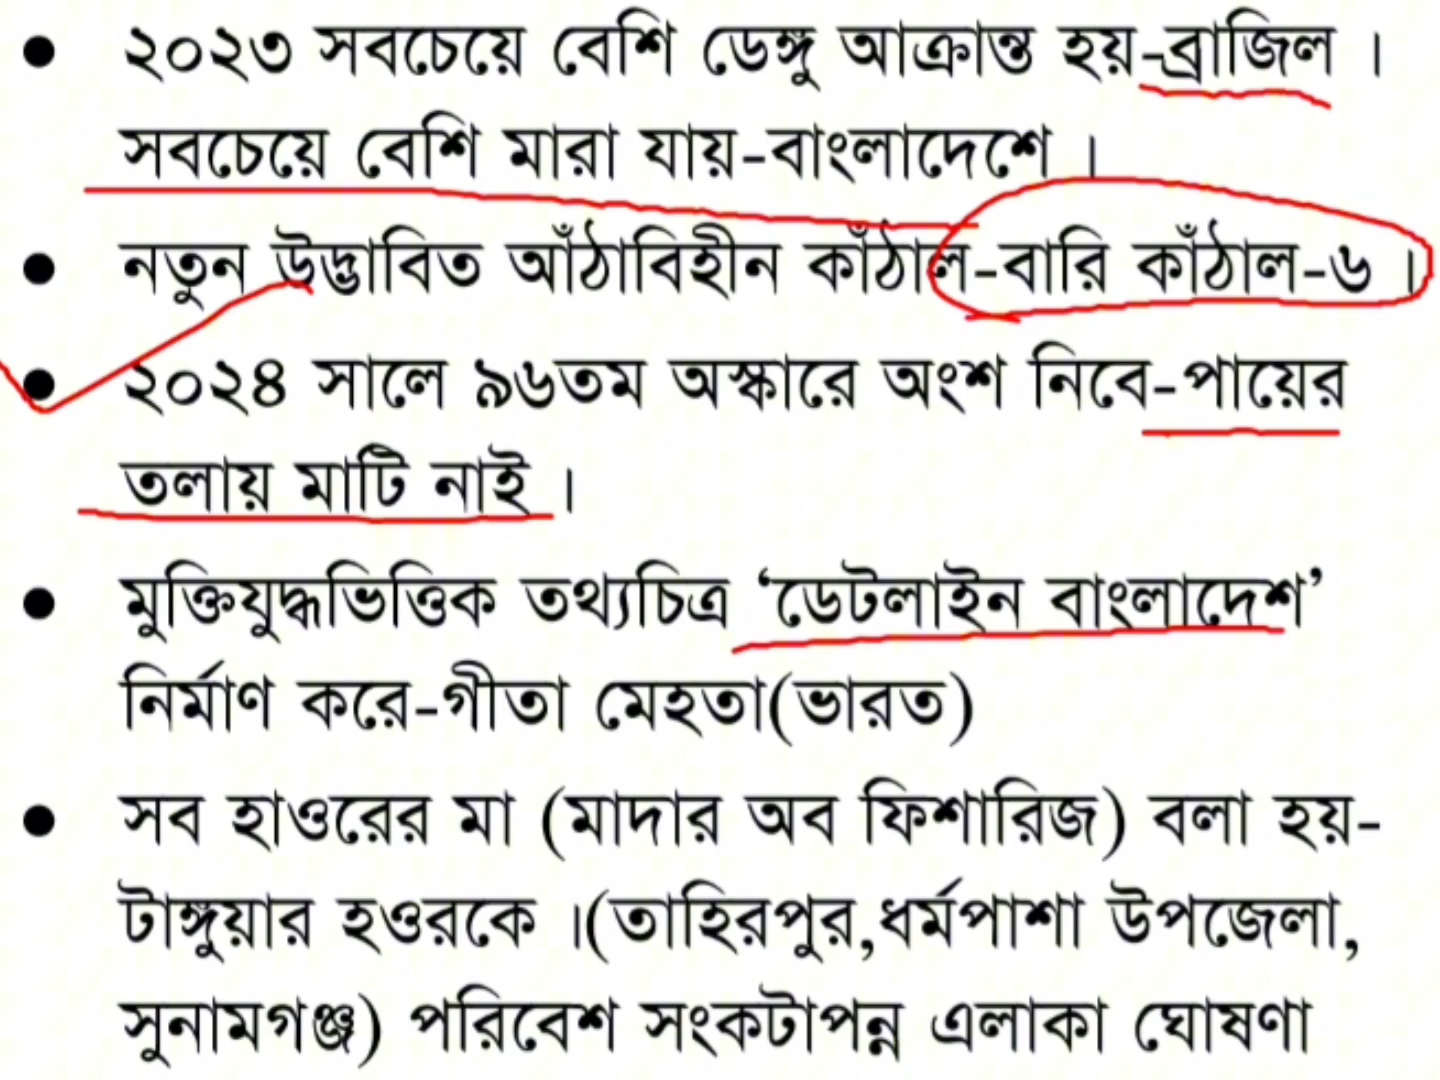 • ২০২৩ সবচেয়ে বেশি ডেঙ্গু আক্রান্ত হয়-ব্রাজিল ।
সবচেয়ে বেশি মারা যায়-বাংলাদেশে ।
• নতুন উদ্ভাবিত আঁঠাবিহীন কাঁঠাল-বারি কাঁঠাল-৬ ।
• ২০২৪ সালে ৯৬তম অস্কারে অংশ নিবে-পায়ের
তলায় মাটি নাই ।
• মুক্তিযুদ্ধভিত্তিক তথ্যচিত্র ‘ডেটলাইন বাংলাদেশ’
নির্মাণ করে-গীতা মেহতা(ভারত)
• সব হাওরের মা (মাদার অব ফিশারিজ) বলা হয়-
টাঙ্গুয়ার হওরকে ।(তাহিরপুর,ধর্মপাশা উপজেলা,
সুনামগঞ্জ) পরিবেশ সংকটাপন্ন এলাকা ঘোষণা